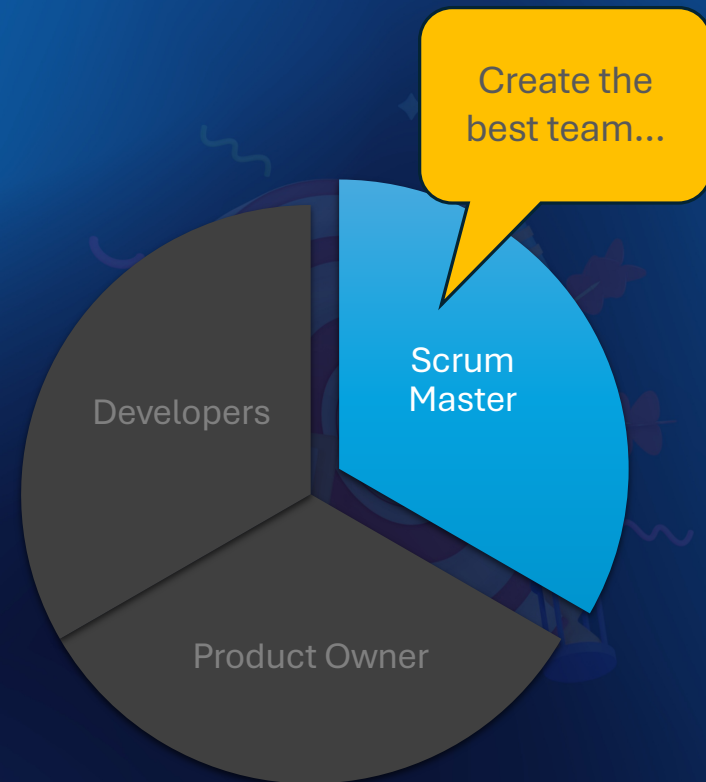 Create the
best team...
Scrum
Master
Developers
Product Owner